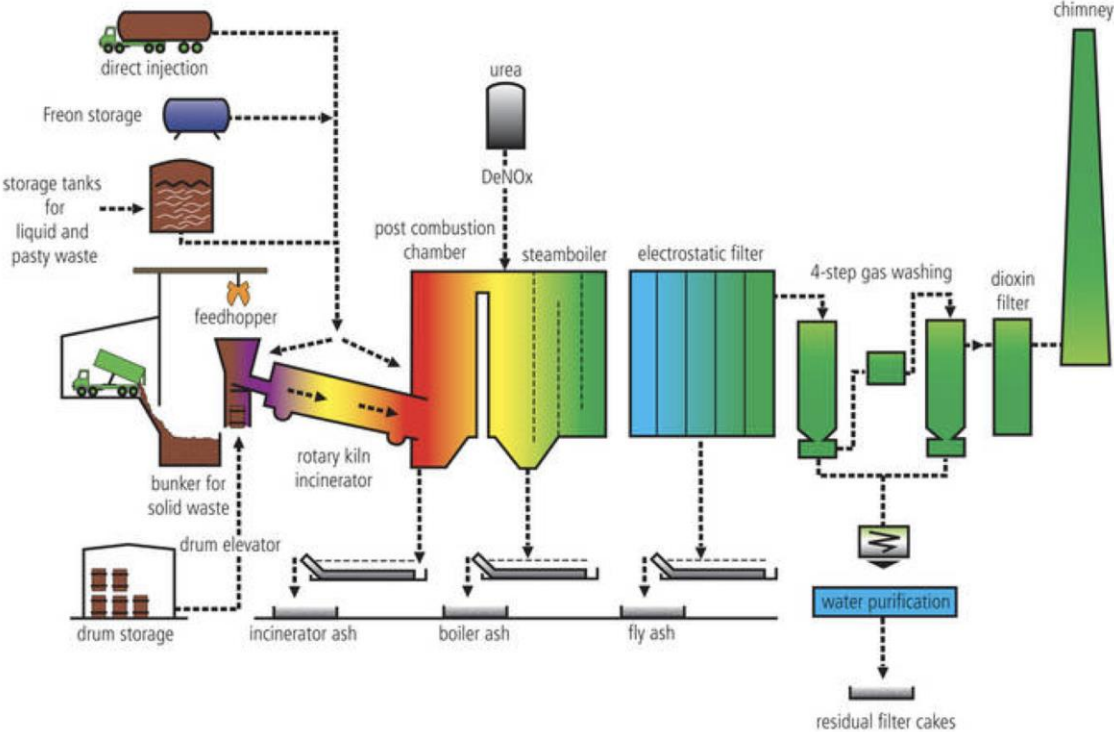 chimney
direct injection
urea
Freon storage
DeNOx
storage tanks
for
liquid and
pasty waste
post combustion
chamber
steamboiler
electrostatic filter
4-step gas washing
dioxin
filter
feedhopper
rotary kiln
incinerator
bunker for
solid waste
drum elevator
drum storage
incinerator ash
boiler ash
fly ash
water purification
residual filter cakes